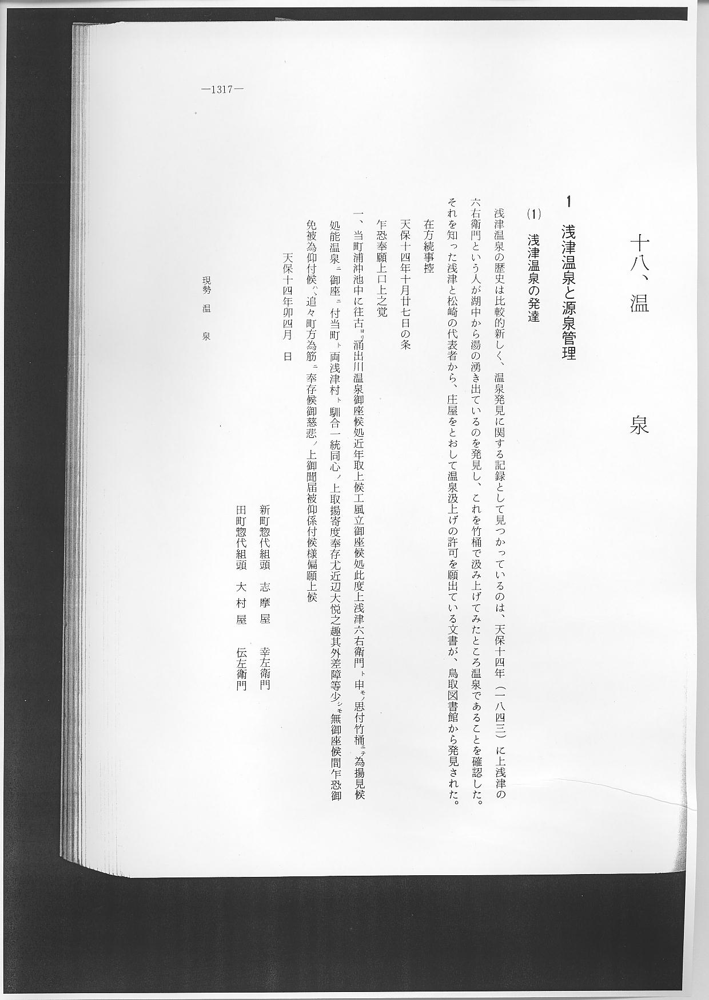 十八、温泉
1 浅津温泉と源泉管理
(1) 浅津温泉の発達
浅津温泉の歴史は比較的新しく、温泉発見に関する記録として見つかっているのは、天保十四年（一八四三）に上浅津の
六右衛門という人が湖中から湯の湧き出ているのを発見し、これを竹桶で汲み上げてみたところ温泉であることを確認した。
それを知った浅津と松崎の代表者から、庄屋をとおして温泉汲上げの許可を願出ている文書が、鳥取図書館から発見された。
在方続事控
天保十四年十月廿七日の条
乍恐奉願上口上之覚
一、当町浦沖池中に往古ヨリ涌出川温泉御座候処近年取上候工風立御座候処此度上浅津六右衛門ト申モノ思付竹桶ニテ為揚見候
処能温泉ニ御座ニ付当町ト両浅津村ト馴合一統同心ノ上取揚寄度奉存尤近辺大悦之趣其外差障等少シモ無御座候間乍恐御
免被為仰付候ハヽ追々町方為筋ニ奉存候御慈悲ノ上御聞届被仰係付候様偏願上候
天保十四年卯四月　日
新町惣代組頭　志摩屋　幸左衛門
田町惣代組頭　大村屋　伝左衛門
現勢　温　泉
―1317―